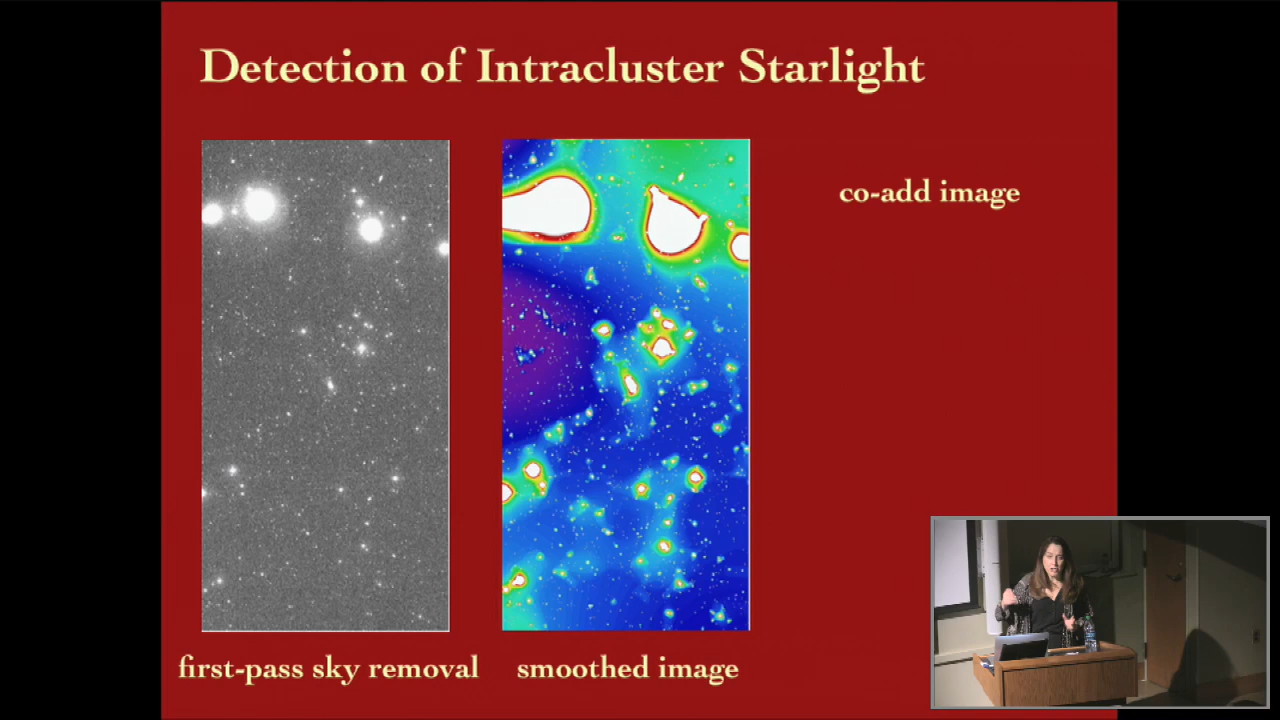 Detection of Intracluster Starlight
co-add image
first-pass sky removal
smoothed image